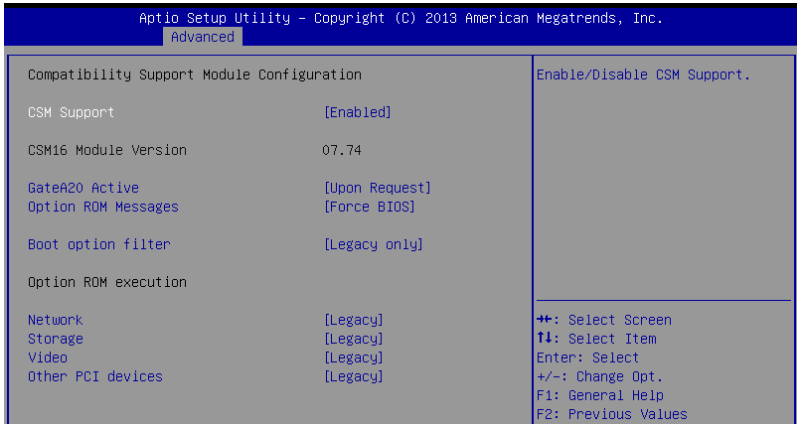 Aptio Setup Utility – Copyright (C) 2013 American Megatrends, Inc.
Advanced
Compatibility Support Module Configuration
CSM Support [Enabled]
CSM16 Module Version 07.74
GateA20 Active [Upon Request]
Option ROM Messages [Force BIOS]
Boot option filter [Legacy only]
Option ROM execution
Network [Legacy]
Storage [Legacy]
Video [Legacy]
Other PCI devices [Legacy]
Enable/Disable CSM Support.
→←: Select Screen
↑↓: Select Item
Enter: Select
+/-: Change Opt.
F1: General Help
F2: Previous Values